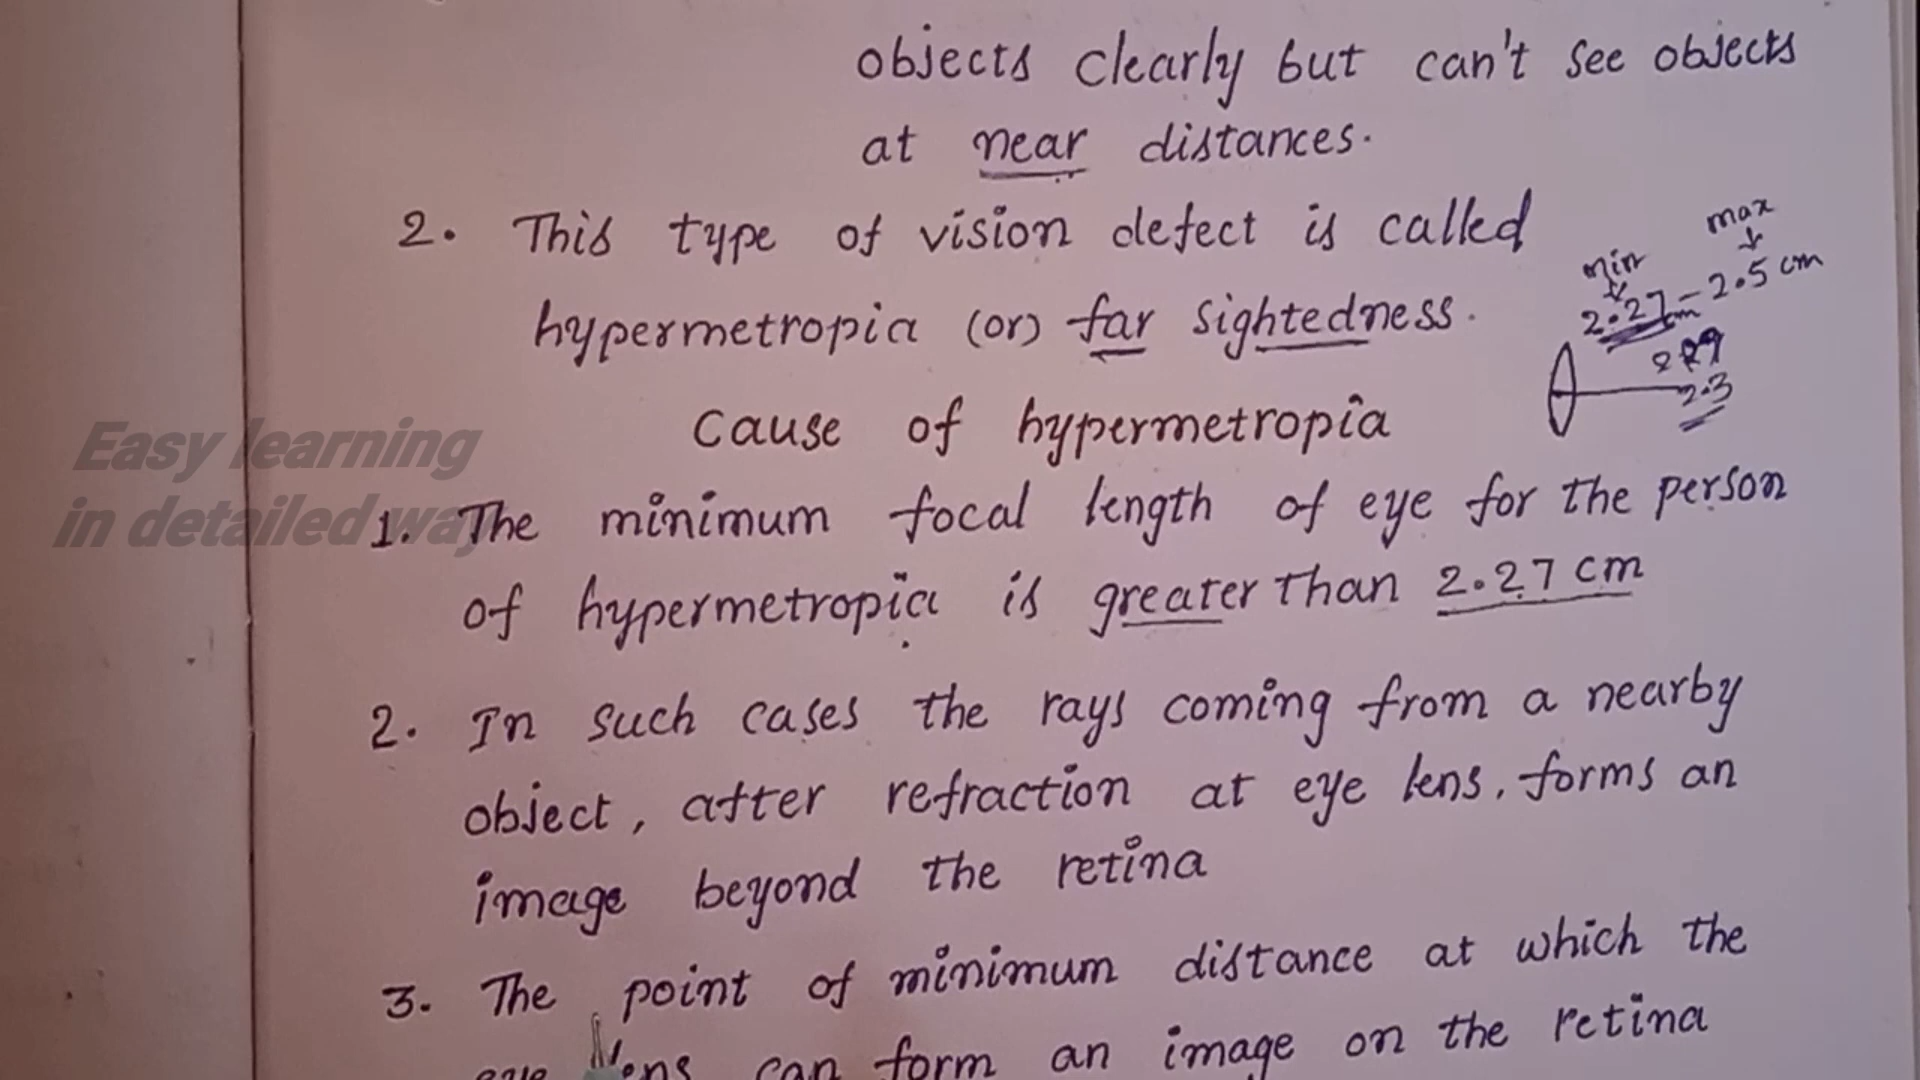 objects clearly but can't see objects
at near distances.
2. This type of vision defect is called
hypermetropia (or) far sightedness.
max
min
2.27 - 2.5 cm
cm
2.3
Cause of hypermetropia
Easy learning
in detailed way
1. The minimum focal length of eye for the person
of hypermetropia is greater than 2.27 cm
2. In such cases the rays coming from a nearby
object, after refraction at eye lens, forms an
image beyond the retina
3. The point of minimum distance at which the
eye lens can form an image on the retina